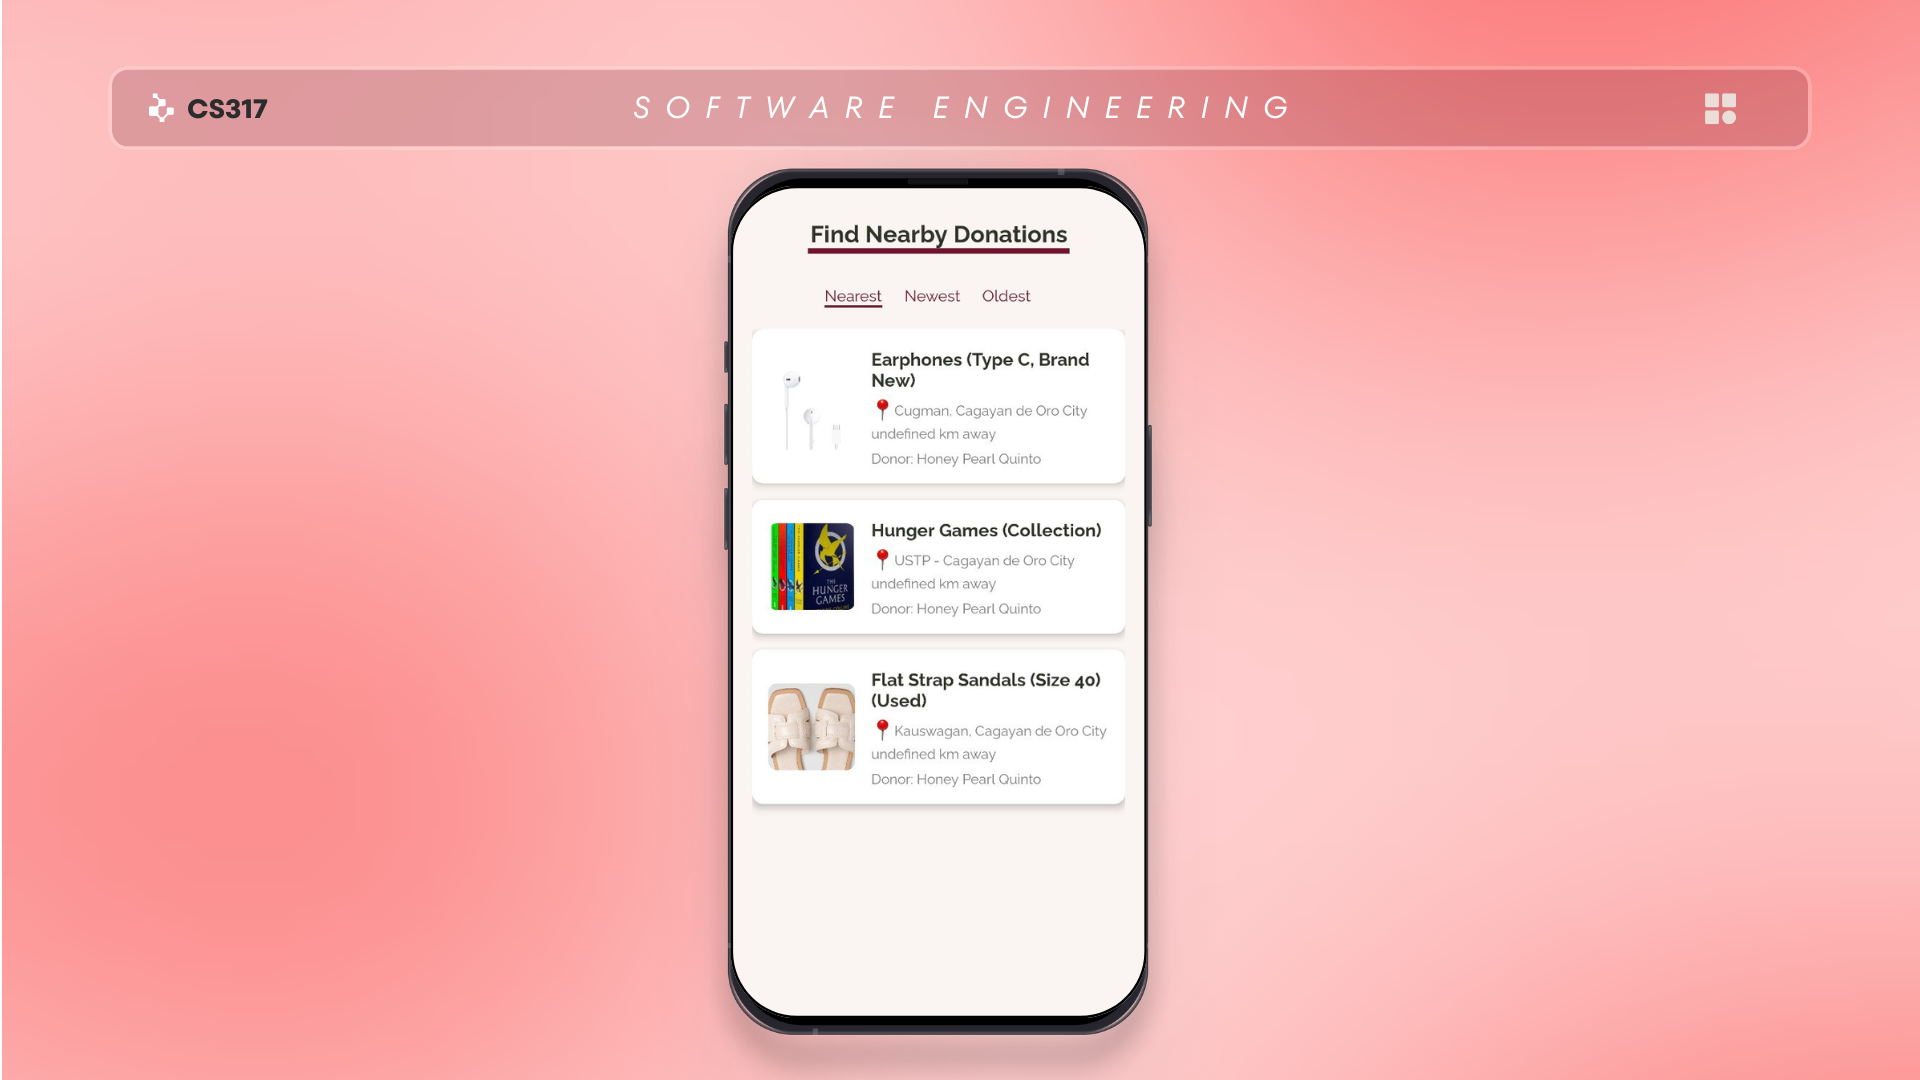 CS317
SOFTWARE ENGINEERING
Find Nearby Donations
Nearest Newest Oldest
Earphones (Type C, Brand
New)
Cugman, Cagayan de Oro City
undefined km away
Donor: Honey Pearl Quinto
THE
HUNGER
GAMES
Hunger Games (Collection)
USTP - Cagayan de Oro City
undefined km away
Donor: Honey Pearl Quinto
Flat Strap Sandals (Size 40)
(Used)
Kauswagan, Cagayan de Oro City
undefined km away
Donor: Honey Pearl Quinto